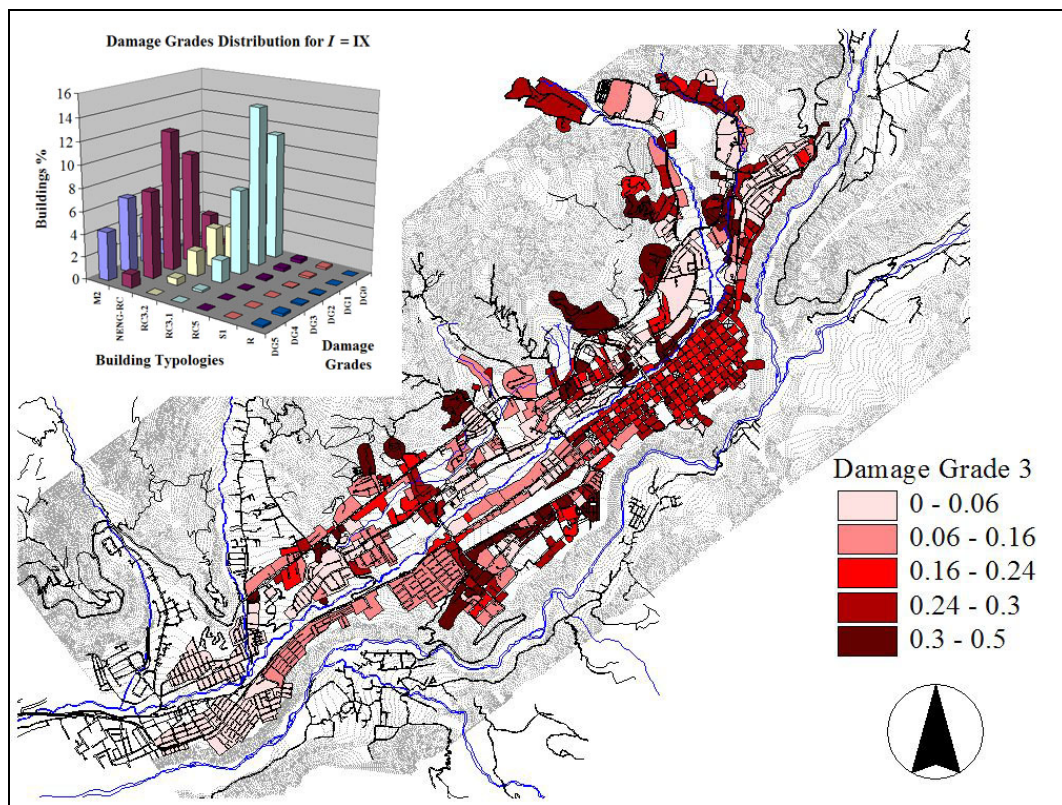 Damage Grades Distribution for I = IX
Buildings %
16
14
12
10
8
6
4
2
0
M2
NENG-RC
RC3.2
RC3.1
RC5
S1
R
DG5
DG4
DG3
DG2
DG1
DG0
Building Typologies
Damage
Grades
Damage Grade 3
0 - 0.06
0.06 - 0.16
0.16 - 0.24
0.24 - 0.3
0.3 - 0.5